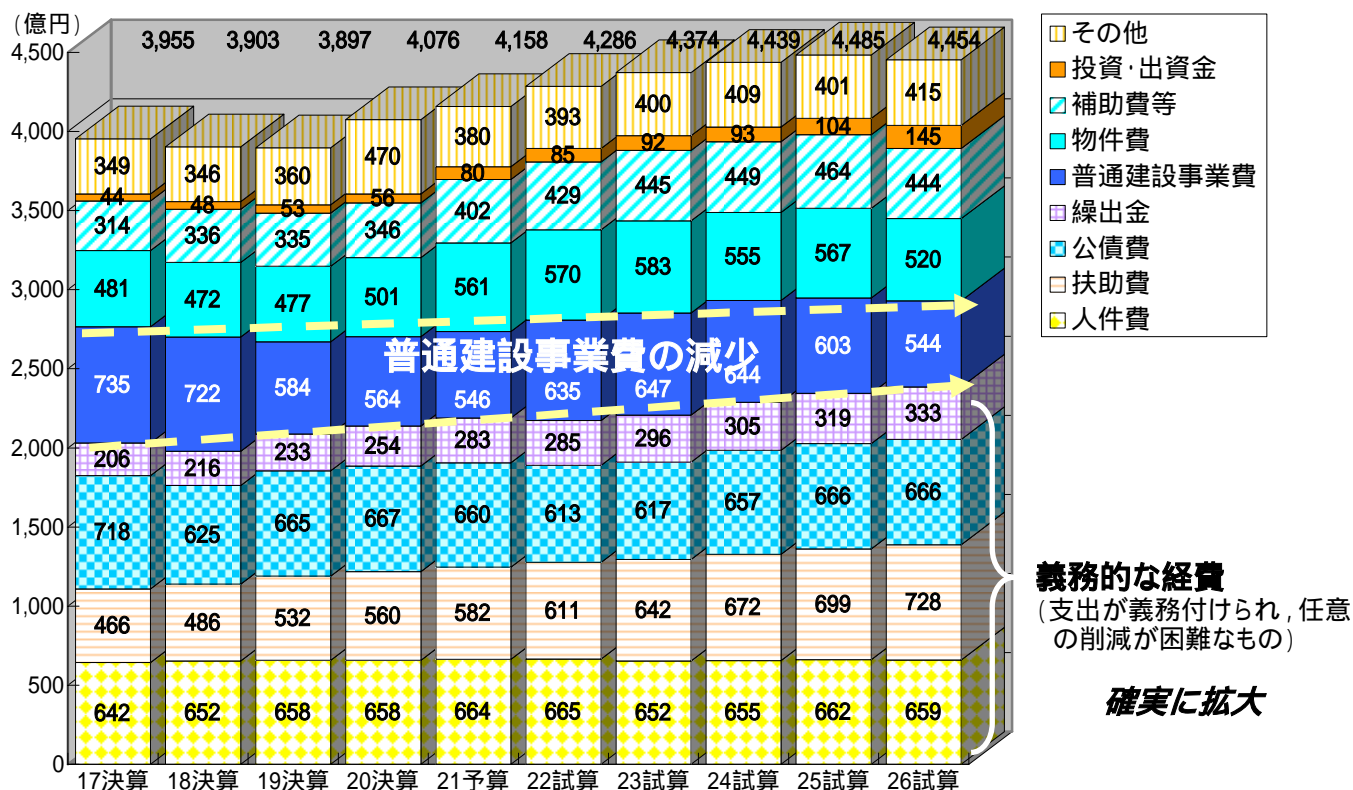 (億円)
3,955 3,903 3,897 4,076 4,158 4,286 4,374 4,439 4,485 4,454
4,500
4,000
3,500
3,000
2,500
2,000
1,500
1,000
500
0
349 346 360 470 380 393 400 409 401 415
44 48 53 56 80 85 92 93 104 145
314 336 335 346 402 429 445 449 464 444
481 472 477 501 561 570 583 555 567 520
普通建設事業費の減少
735 722 584 564 546 635 647 644 603 544
206 216 233 254 283 285 296 305 319 333
718 625 665 667 660 613 617 657 666 666
466 486 532 560 582 611 642 672 699 728
642 652 658 658 664 665 652 655 662 659
17決算 18決算 19決算 20決算 21予算 22試算 23試算 24試算 25試算 26試算
その他
投資・出資金
補助費等
物件費
普通建設事業費
繰出金
公債費
扶助費
人件費
義務的な経費
(支出が義務付けられ,任意
の削減が困難なもの)
確実に拡大